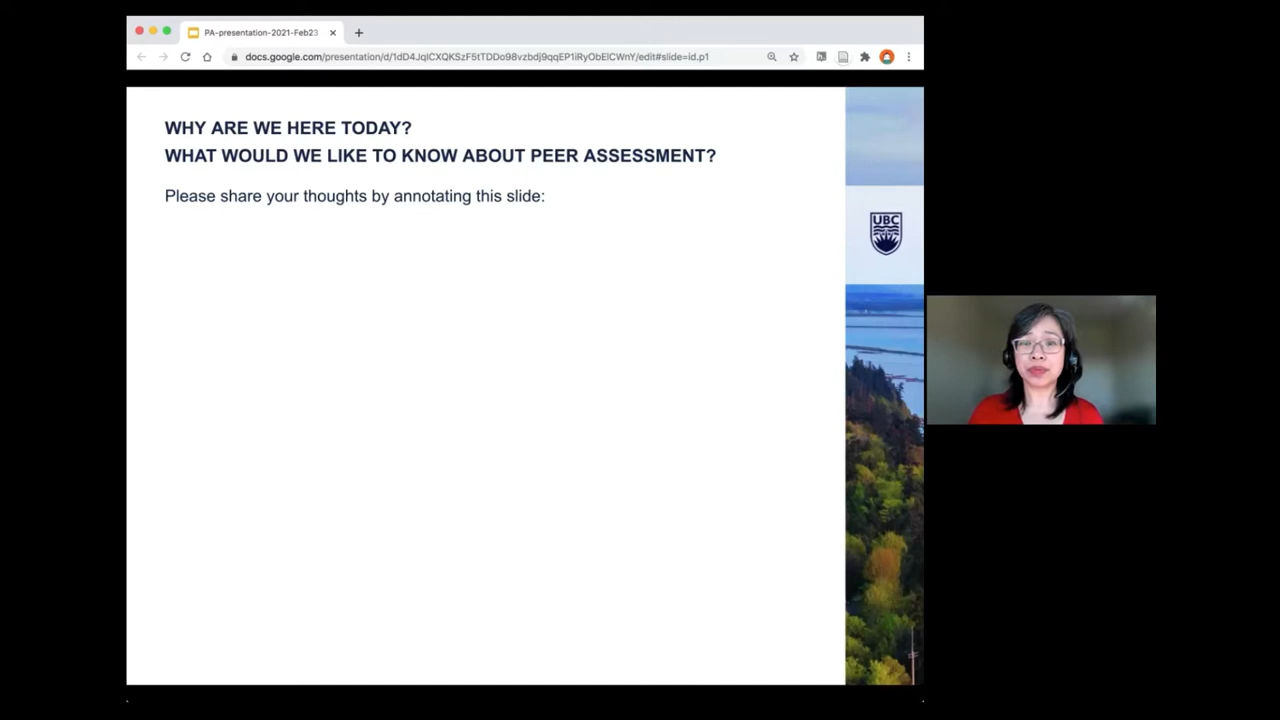 PA-presentation-2021-Feb23
docs.google.com/presentation/d/1dD4JqICXQKSzF5tTDDo98vzbdj9qqEP1iRyObElCWnY/edit#slide=id.p1
WHY ARE WE HERE TODAY?
WHAT WOULD WE LIKE TO KNOW ABOUT PEER ASSESSMENT?
Please share your thoughts by annotating this slide:
UBC